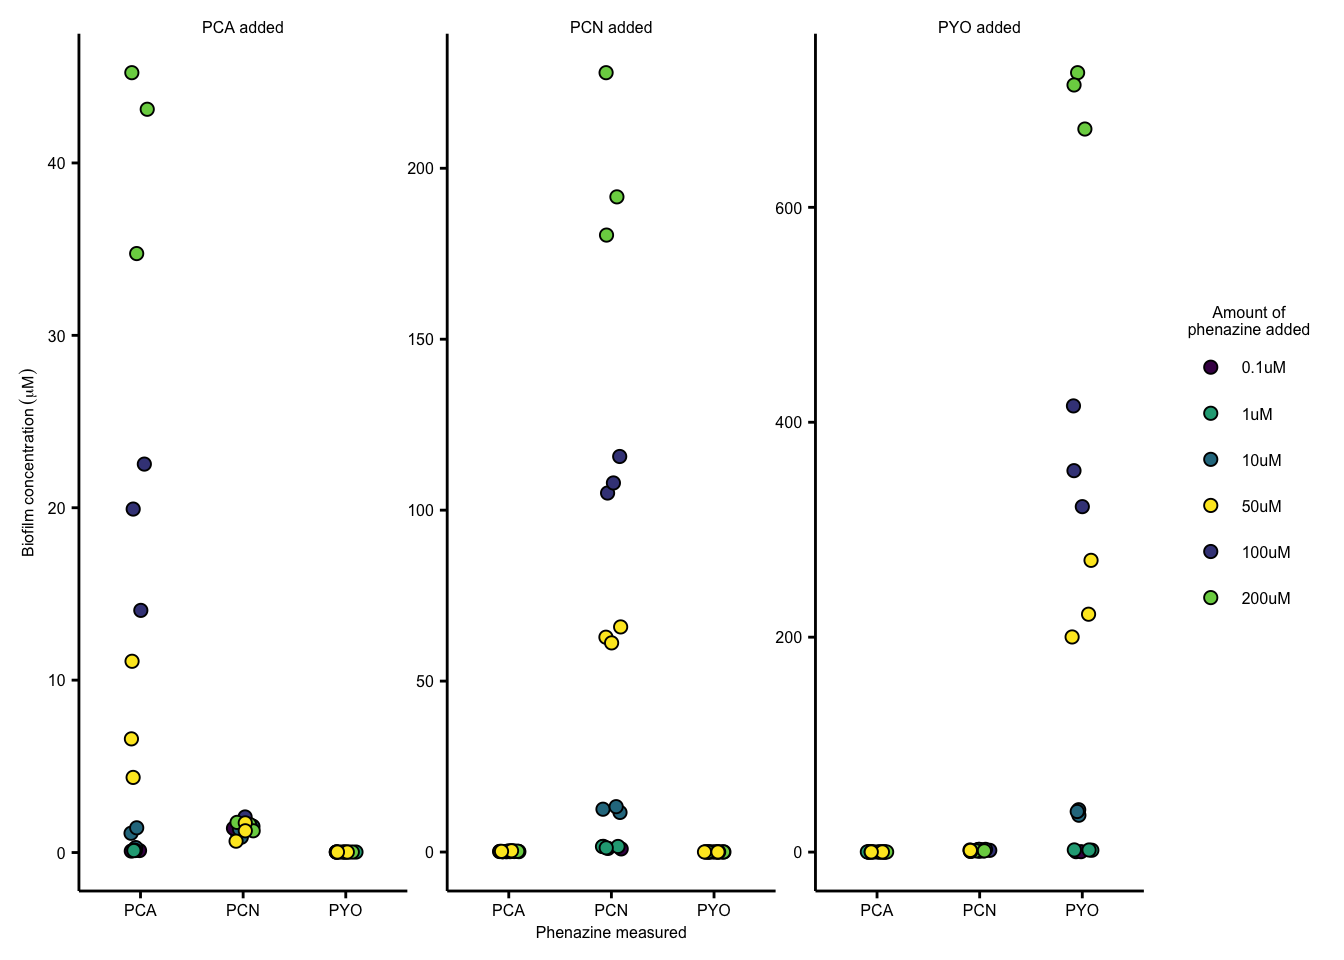 PCA added
PCN added
PYO added
Biofilm concentration (μM)
40
30
20
10
0
200
150
100
50
0
600
400
200
0
PCA PCN PYO
PCA PCN PYO
PCA PCN PYO
Phenazine measured
Amount of
phenazine added
0.1uM
1uM
10uM
50uM
100uM
200uM